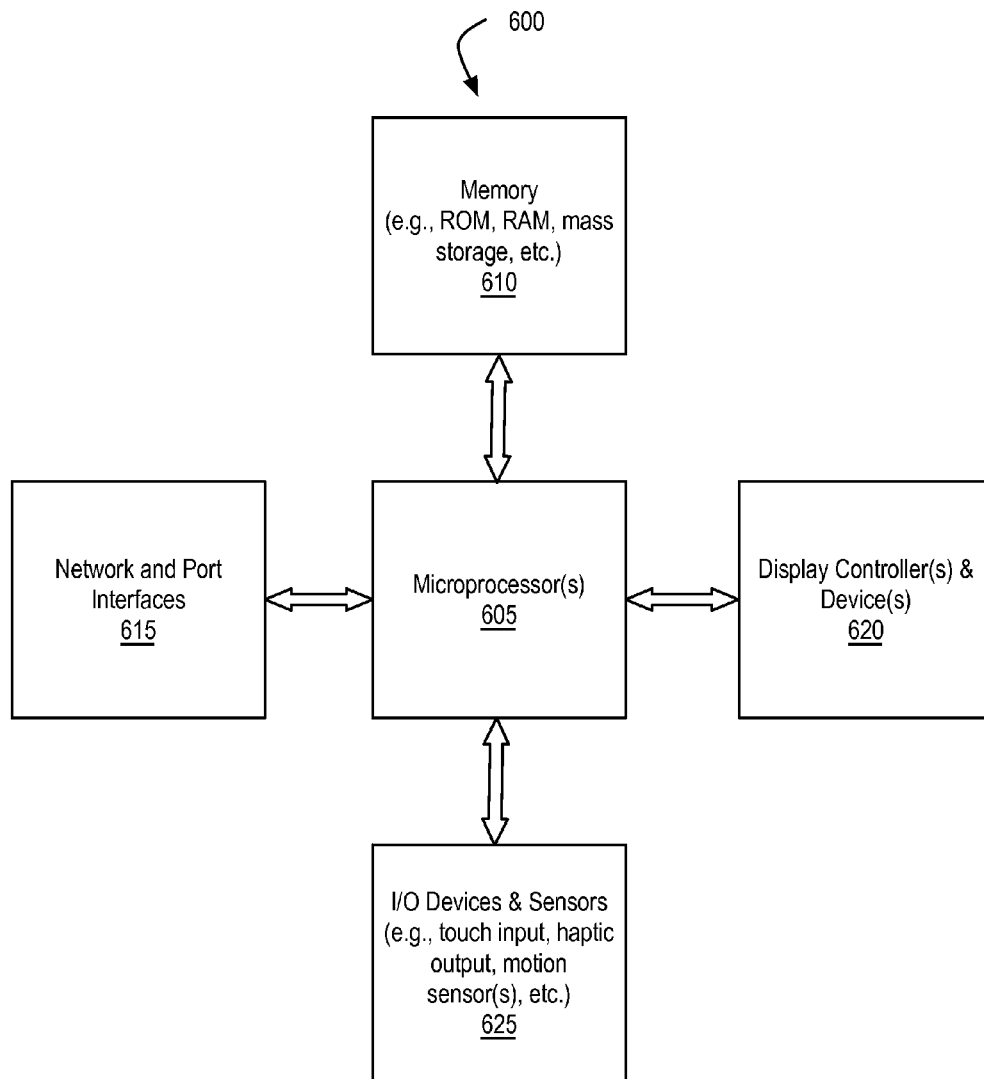 600
Memory
(e.g., ROM, RAM, mass
storage, etc.)
610
Network and Port
Interfaces
615
Microprocessor(s)
605
Display Controller(s) &
Device(s)
620
I/O Devices & Sensors
(e.g., touch input, haptic
output, motion
sensor(s), etc.)
625